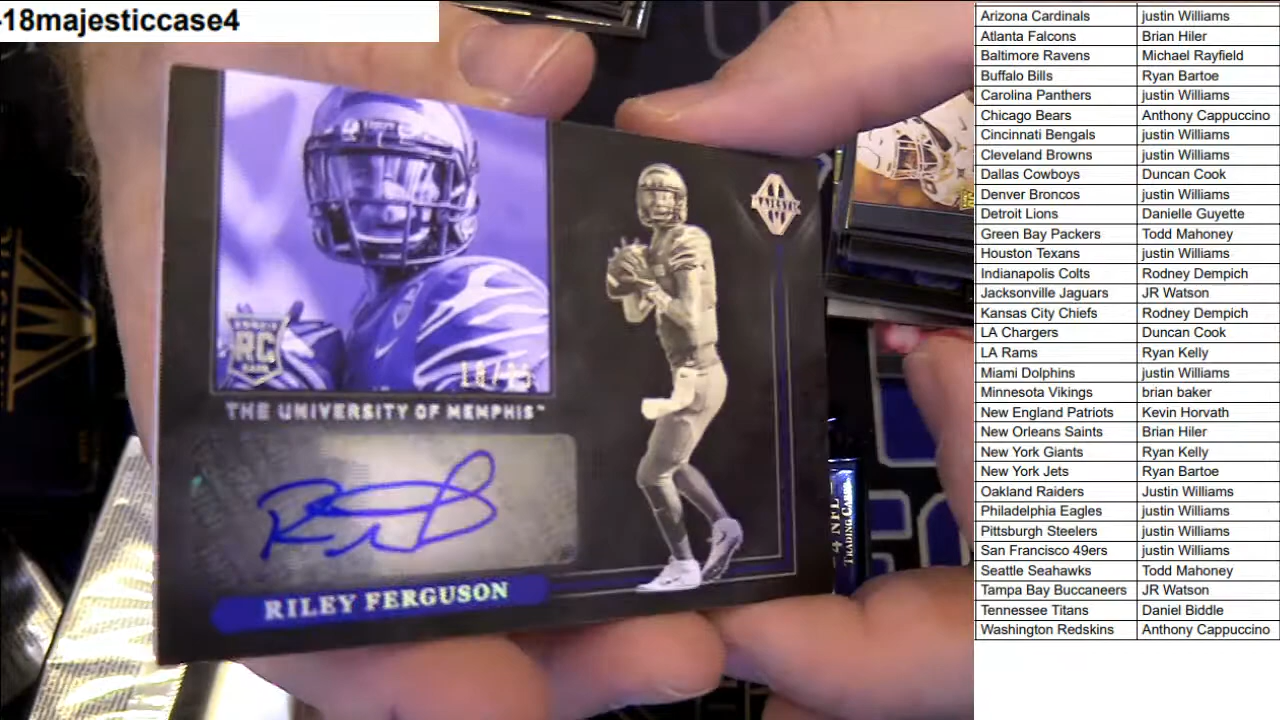 -18majesticcase4
MAJESTIC
ROOKIE
RC
CARD
THE UNIVERSITY OF MEMPHIS™
RILEY FERGUSON
NFL
TRADING CARDS
Arizona Cardinals justin Williams
Atlanta Falcons Brian Hiler
Baltimore Ravens Michael Rayfield
Buffalo Bills Ryan Bartoe
Carolina Panthers justin Williams
Chicago Bears Anthony Cappuccino
Cincinnati Bengals justin Williams
Cleveland Browns justin Williams
Dallas Cowboys Duncan Cook
Denver Broncos justin Williams
Detroit Lions Danielle Guyette
Green Bay Packers Todd Mahoney
Houston Texans justin Williams
Indianapolis Colts Rodney Dempich
Jacksonville Jaguars JR Watson
Kansas City Chiefs Rodney Dempich
LA Chargers Duncan Cook
LA Rams Ryan Kelly
Miami Dolphins justin Williams
Minnesota Vikings brian baker
New England Patriots Kevin Horvath
New Orleans Saints Brian Hiler
New York Giants Ryan Kelly
New York Jets Ryan Bartoe
Oakland Raiders Justin Williams
Philadelphia Eagles justin Williams
Pittsburgh Steelers justin Williams
San Francisco 49ers justin Williams
Seattle Seahawks Todd Mahoney
Tampa Bay Buccaneers JR Watson
Tennessee Titans Daniel Biddle
Washington Redskins Anthony Cappuccino